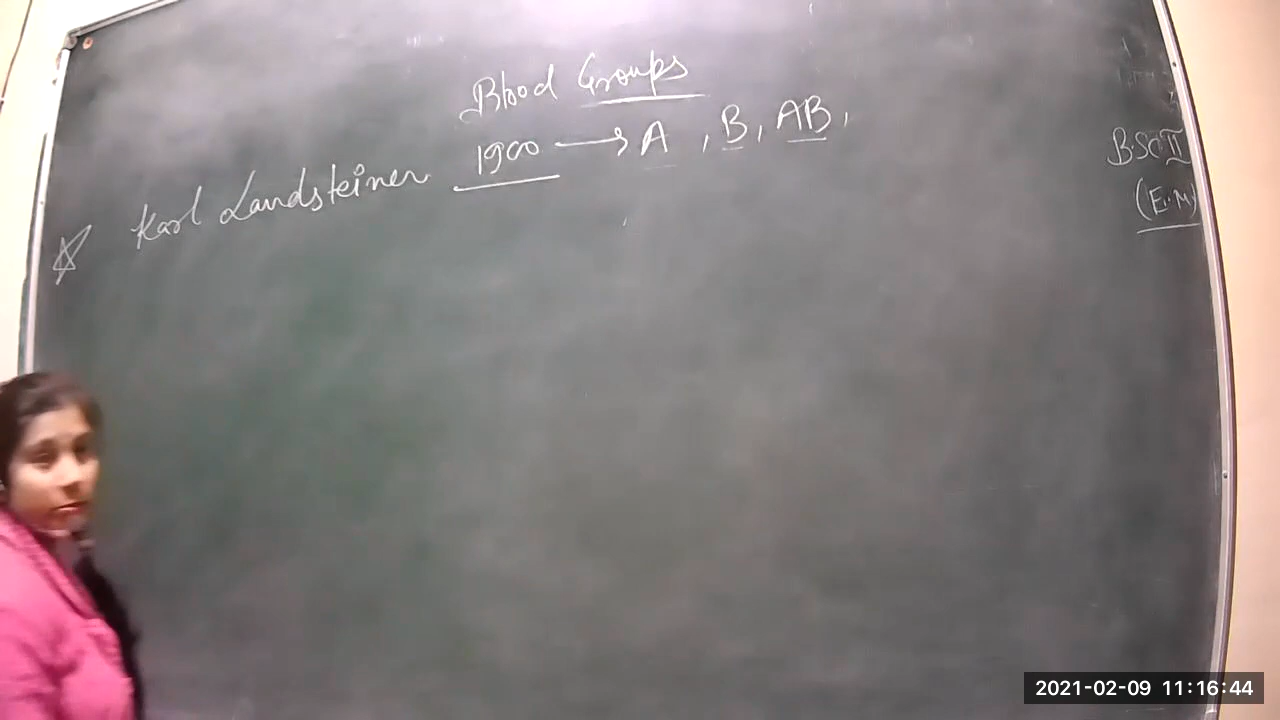 Blood Groups
☆ Karl Landsteiner 1900 → A , B, AB,
B.Sc II
(E.M)
2021-02-09 11:16:44